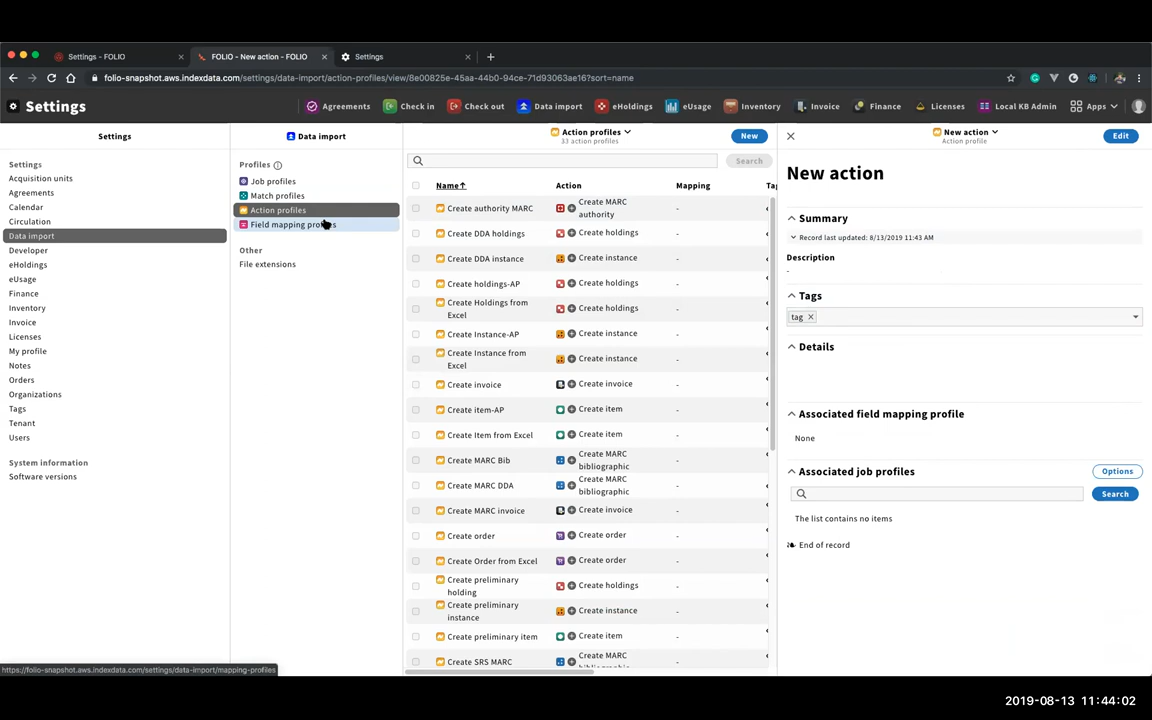 Settings - FOLIO
FOLIO - New action - FOLIO
Settings
folio-snapshot.aws.indexdata.com/settings/data-import/action-profiles/view/8e00825e-45aa-44b0-94ce-71d93063ae16?sort=name
Settings
Agreements
Check in
Check out
Data import
eHoldings
eUsage
Inventory
Invoice
Finance
Licenses
Local KB Admin
Apps
Settings
Settings
Acquisition units
Agreements
Calendar
Circulation
Data import
Developer
eHoldings
eUsage
Finance
Inventory
Invoice
Licenses
My profile
Notes
Orders
Organizations
Tags
Tenant
Users
System information
Software versions
Data import
Profiles
Job profiles
Match profiles
Action profiles
Field mapping profiles
Other
File extensions
Action profiles
33 action profiles
New
Search
Name Action Mapping Tag
Create authority MARC Create MARC authority -
Create DDA holdings Create holdings -
Create DDA instance Create instance -
Create holdings-AP Create holdings -
Create Holdings from Excel Create holdings -
Create Instance-AP Create instance -
Create Instance from Excel Create instance -
Create invoice Create invoice -
Create item-AP Create item -
Create Item from Excel Create item -
Create MARC Bib Create MARC bibliographic -
Create MARC DDA Create MARC bibliographic -
Create MARC invoice Create invoice -
Create order Create order -
Create Order from Excel Create order -
Create preliminary holding Create holdings -
Create preliminary instance Create instance -
Create preliminary item Create item -
Create SRS MARC Create MARC bibliographic -
New action
Action profile
Edit
New action
Summary
Record last updated: 8/13/2019 11:43 AM
Description
-
Tags
tag
Details
Associated field mapping profile
None
Associated job profiles
Options
Search
The list contains no items
End of record
https://folio-snapshot.aws.indexdata.com/settings/data-import/mapping-profiles
2019-08-13 11:44:02